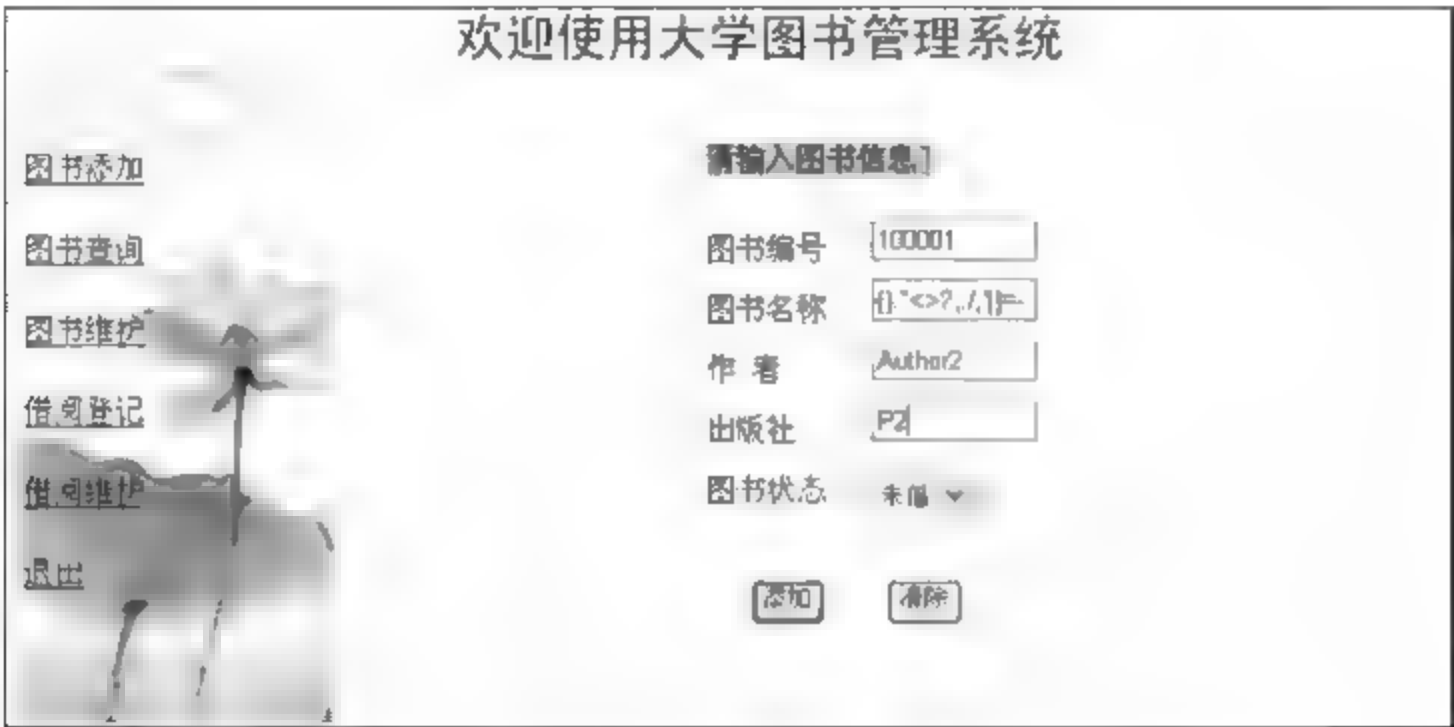 欢迎使用大学图书管理系统
图书添加
图书查询
图书维护
借阅登记
借阅维护
退出
请输入图书信息]
图书编号 100001
图书名称
作 者 Author2
出版社 P2
图书状态 未借
添加 清除